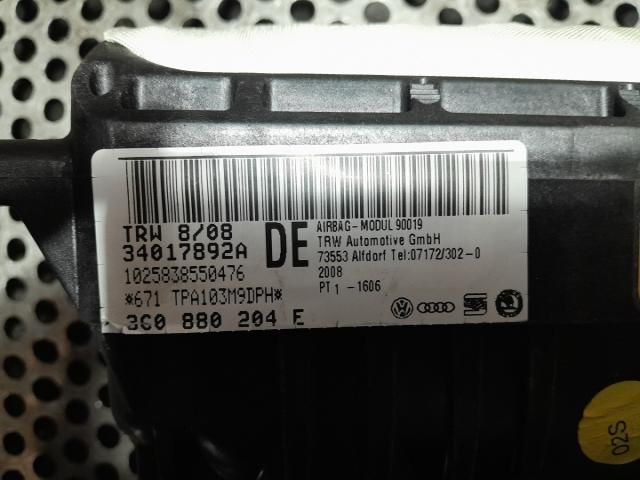 TRW 8/08
34017892A
1025838550476
*671 TPA103M9DPH*
3C0 880 204 E
DE
AIRBAG-MODUL 90019
TRW Automotive GmbH
73553 Alfdorf Tel:07172/302-0
2008
PT 1 -1606
02S